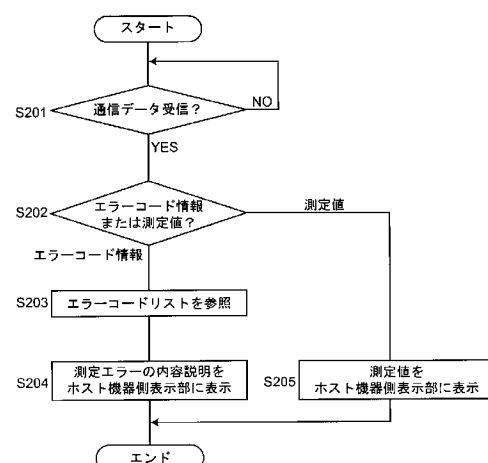 スタート
S201
通信データ受信？
NO
YES
S202
エラーコード情報
または測定値？
測定値
エラーコード情報
S203
エラーコードリストを参照
S204
測定エラーの内容説明を
ホスト機器側表示部に表示
S205
測定値を
ホスト機器側表示部に表示
エンド